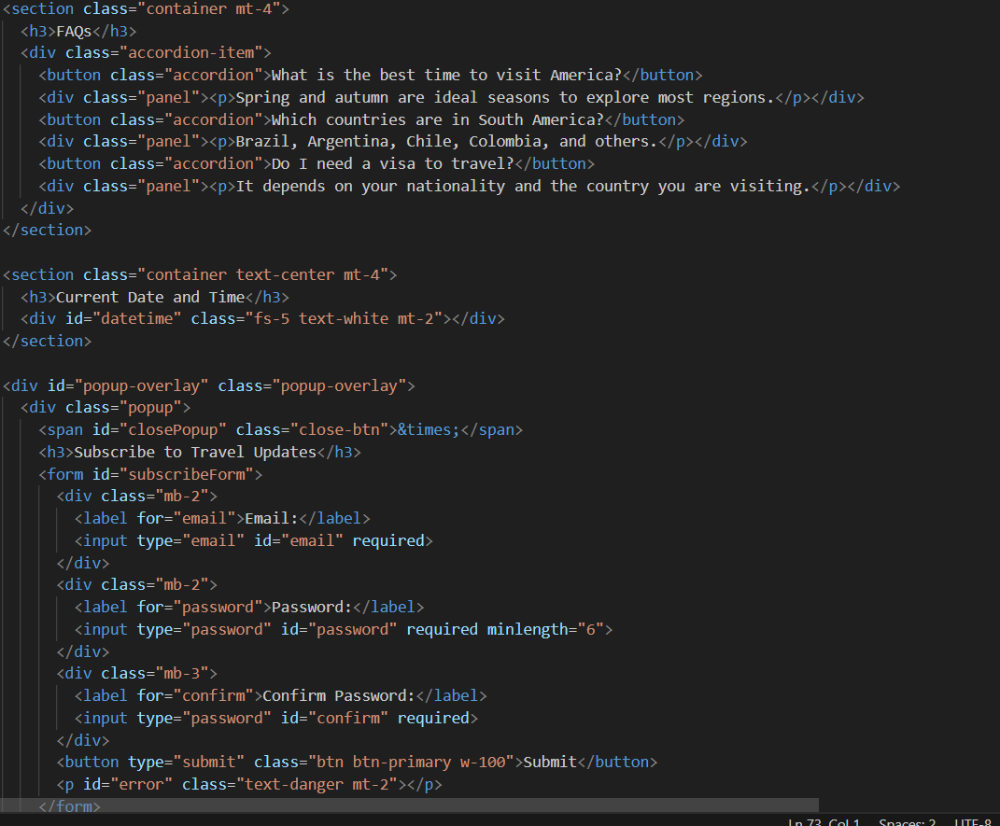 <section class="container mt-4">
  <h3>FAQs</h3>
  <div class="accordion-item">
    <button class="accordion">What is the best time to visit America?</button>
    <div class="panel"><p>Spring and autumn are ideal seasons to explore most regions.</p></div>
    <button class="accordion">Which countries are in South America?</button>
    <div class="panel"><p>Brazil, Argentina, Chile, Colombia, and others.</p></div>
    <button class="accordion">Do I need a visa to travel?</button>
    <div class="panel"><p>It depends on your nationality and the country you are visiting.</p></div>
  </div>
</section>

<section class="container text-center mt-4">
  <h3>Current Date and Time</h3>
  <div id="datetime" class="fs-5 text-white mt-2"></div>
</section>

<div id="popup-overlay" class="popup-overlay">
  <div class="popup">
    <span id="closePopup" class="close-btn">&times;</span>
    <h3>Subscribe to Travel Updates</h3>
    <form id="subscribeForm">
      <div class="mb-2">
        <label for="email">Email:</label>
        <input type="email" id="email" required>
      </div>
      <div class="mb-2">
        <label for="password">Password:</label>
        <input type="password" id="password" required minlength="6">
      </div>
      <div class="mb-3">
        <label for="confirm">Confirm Password:</label>
        <input type="password" id="confirm" required>
      </div>
      <button type="submit" class="btn btn-primary w-100">Submit</button>
      <p id="error" class="text-danger mt-2"></p>
    </form>
Ln 73, Col 1 Spaces: 2 UTF-8